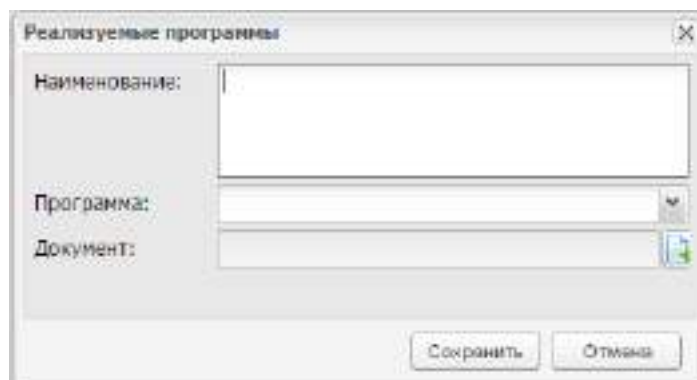 Реализуемые программы
Наименование:
Программа:
Документ:
Сохранить
Отмена